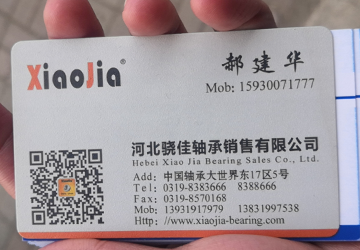 XiaoJia®
郝建华
Mob: 15930071777
河北骁佳轴承销售有限公司
Hebei Xiao Jia Bearing Sales Co., Ltd.
Add: 中国轴承大世界东17区5号
Tel: 0319-8383666 8388666
Fax: 0319-8570168
Mob: 13931917979 13831997538
Http://www.xiaojia-bearing.com